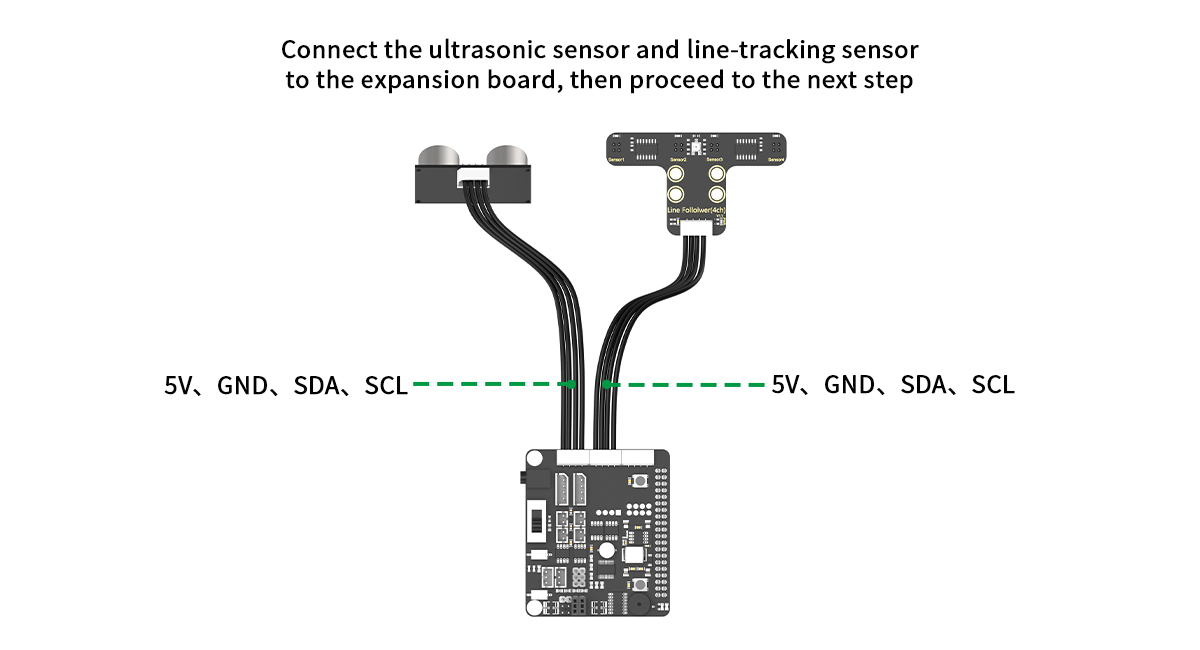 Connect the ultrasonic sensor and line-tracking sensor
to the expansion board, then proceed to the next step
Sensor1
Sensor2
Sensor3
Sensor4
Line Follolwer(4ch)
5V、GND、SDA、SCL
5V、GND、SDA、SCL